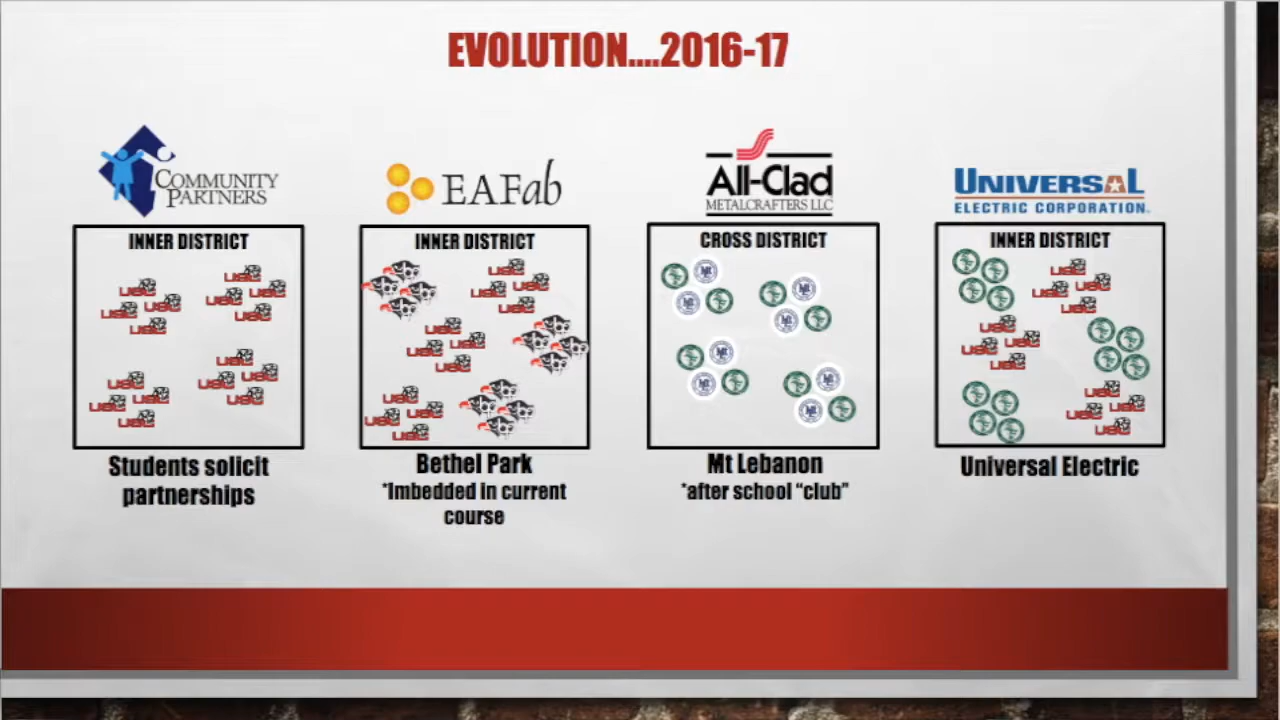 EVOLUTION....2016-17
COMMUNITY
PARTNERS
EAFab
All-Clad
METALCRAFTERS LLC
UNIVERSAL
ELECTRIC CORPORATION.
INNER DISTRICT
INNER DISTRICT
CROSS DISTRICT
INNER DISTRICT
Students solicit
partnerships
Bethel Park
*Imbedded in current
course
Mt Lebanon
*after school “club”
Universal Electric